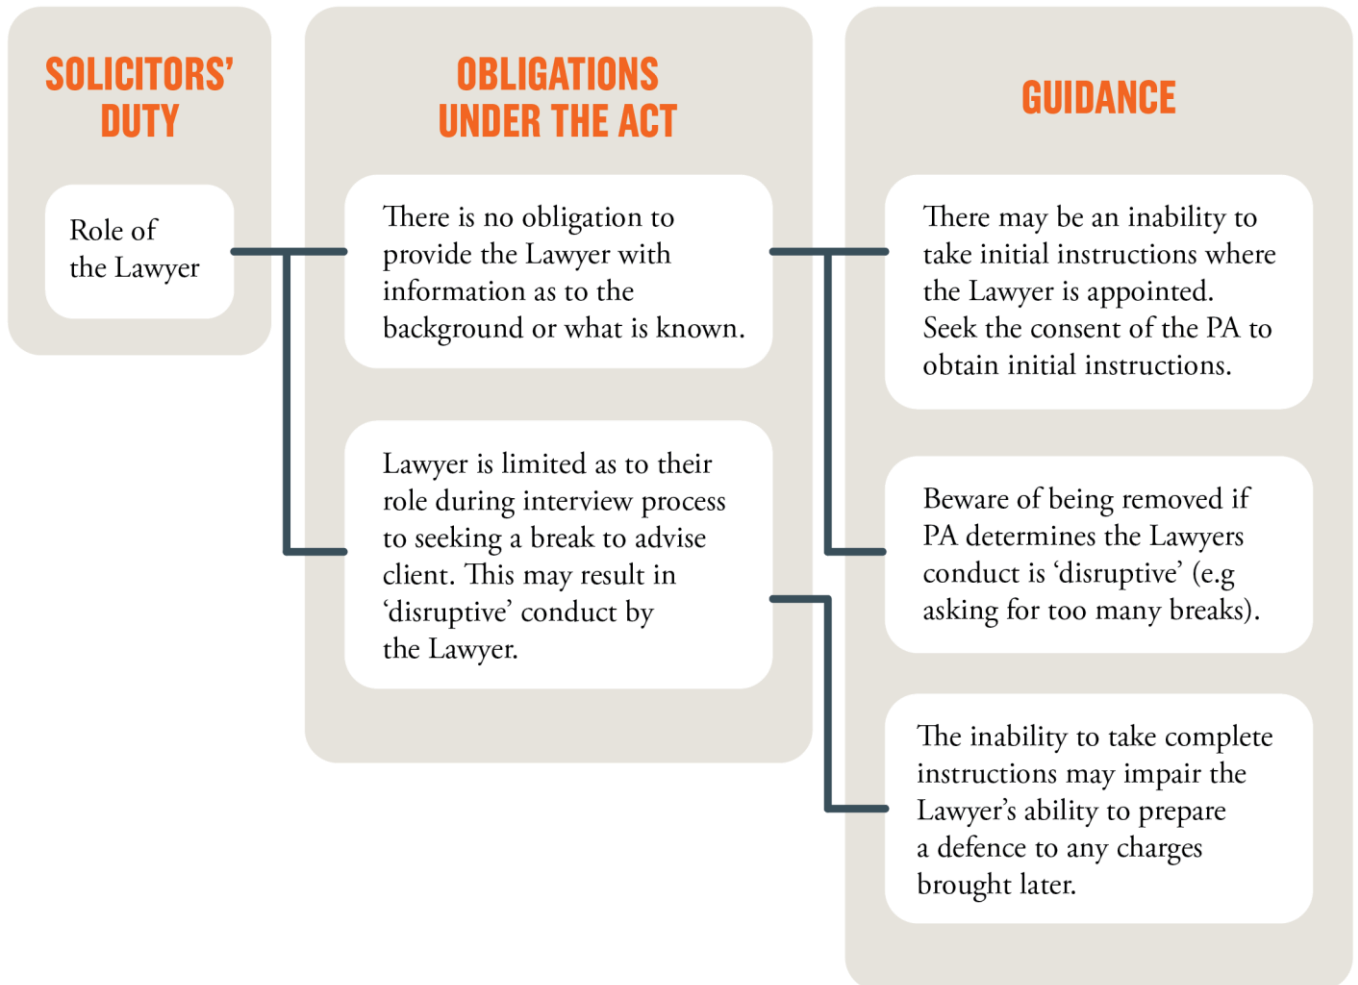 SOLICITORS’
DUTY
Role of
the Lawyer
OBLIGATIONS
UNDER THE ACT
There is no obligation to
provide the Lawyer with
information as to the
background or what is known.
Lawyer is limited as to their
role during interview process
to seeking a break to advise
client. This may result in
‘disruptive’ conduct by
the Lawyer.
GUIDANCE
There may be an inability to
take initial instructions where
the Lawyer is appointed.
Seek the consent of the PA to
obtain initial instructions.
Beware of being removed if
PA determines the Lawyers
conduct is ‘disruptive’ (e.g
asking for too many breaks).
The inability to take complete
instructions may impair the
Lawyer’s ability to prepare
a defence to any charges
brought later.